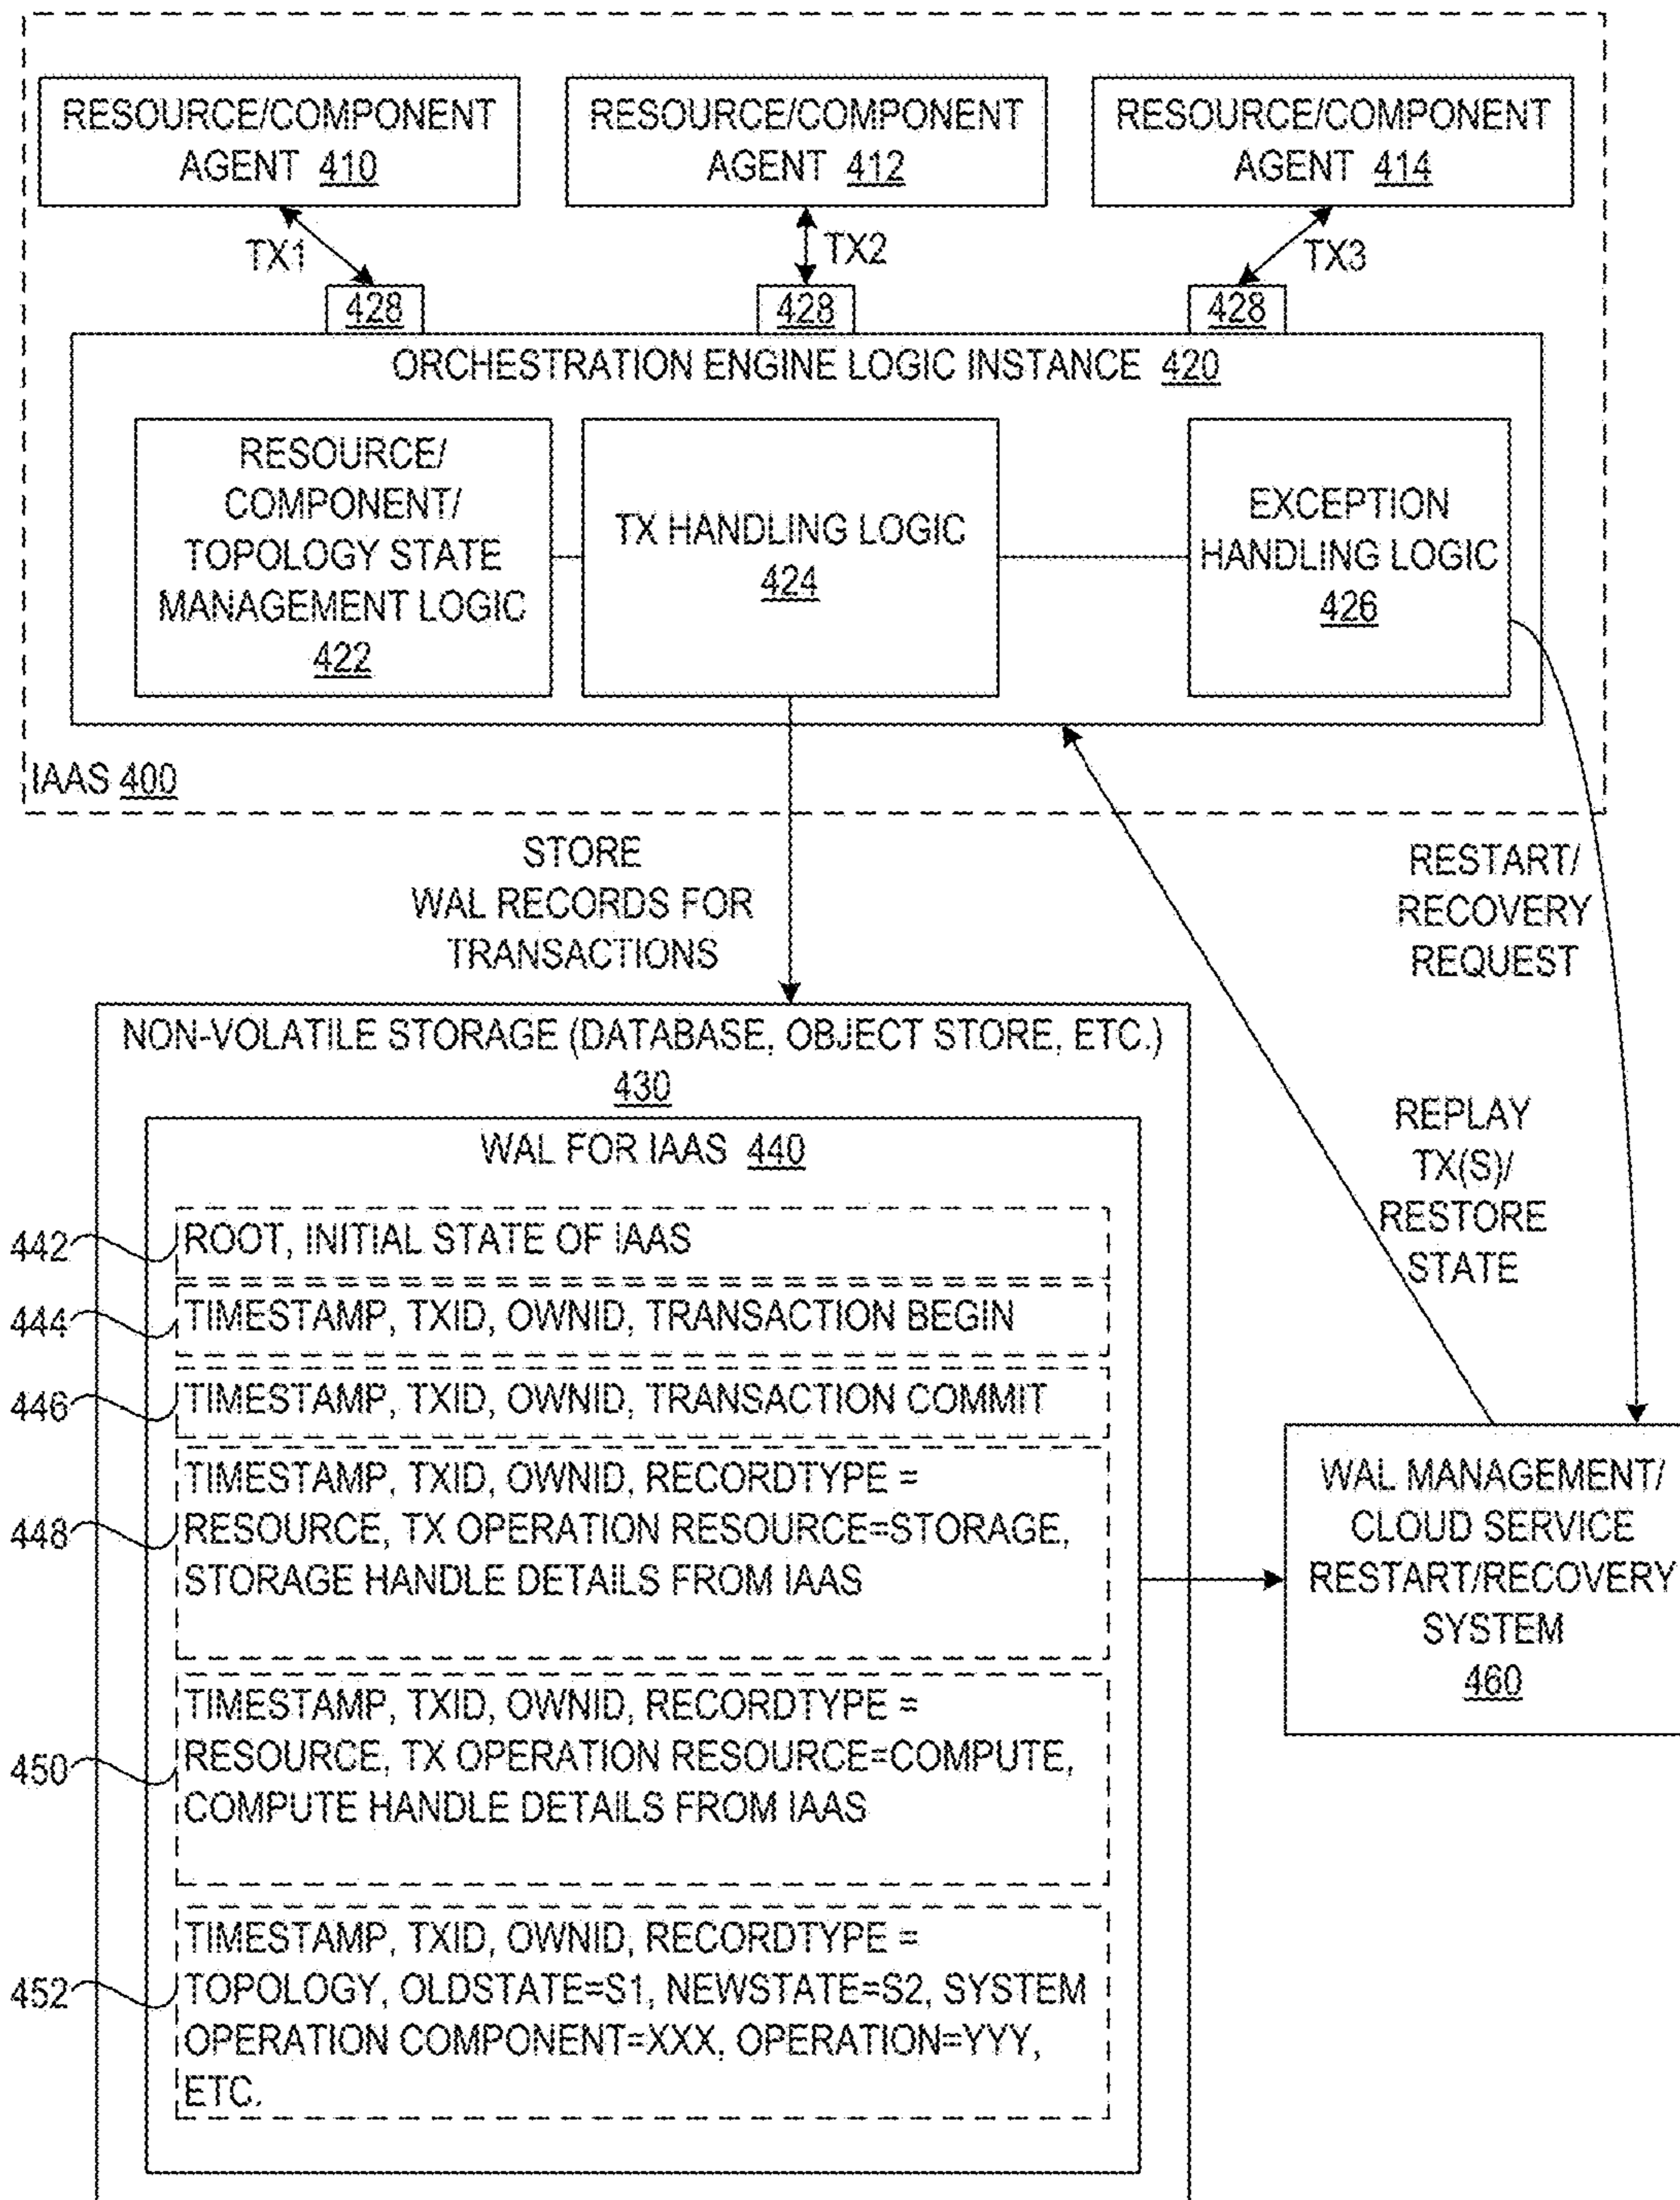 RESOURCE/COMPONENT
AGENT 410
RESOURCE/COMPONENT
AGENT 412
RESOURCE/COMPONENT
AGENT 414
TX1
TX2
TX3
428
428
428
ORCHESTRATION ENGINE LOGIC INSTANCE 420
RESOURCE/
COMPONENT/
TOPOLOGY STATE
MANAGEMENT LOGIC
422
TX HANDLING LOGIC
424
EXCEPTION
HANDLING LOGIC
426
IAAS 400
STORE
WAL RECORDS FOR
TRANSACTIONS
RESTART/
RECOVERY
REQUEST
NON-VOLATILE STORAGE (DATABASE, OBJECT STORE, ETC.)
430
REPLAY
TX(S)/
RESTORE
STATE
WAL FOR IAAS 440
442
ROOT, INITIAL STATE OF IAAS
444
TIMESTAMP, TXID, OWNID, TRANSACTION BEGIN
446
TIMESTAMP, TXID, OWNID, TRANSACTION COMMIT
448
TIMESTAMP, TXID, OWNID, RECORDTYPE =
RESOURCE, TX OPERATION RESOURCE=STORAGE,
STORAGE HANDLE DETAILS FROM IAAS
450
TIMESTAMP, TXID, OWNID, RECORDTYPE =
RESOURCE, TX OPERATION RESOURCE=COMPUTE,
COMPUTE HANDLE DETAILS FROM IAAS
452
TIMESTAMP, TXID, OWNID, RECORDTYPE =
TOPOLOGY, OLDSTATE=S1, NEWSTATE=S2, SYSTEM
OPERATION COMPONENT=XXX, OPERATION=YYY,
ETC.
WAL MANAGEMENT/
CLOUD SERVICE
RESTART/RECOVERY
SYSTEM
460